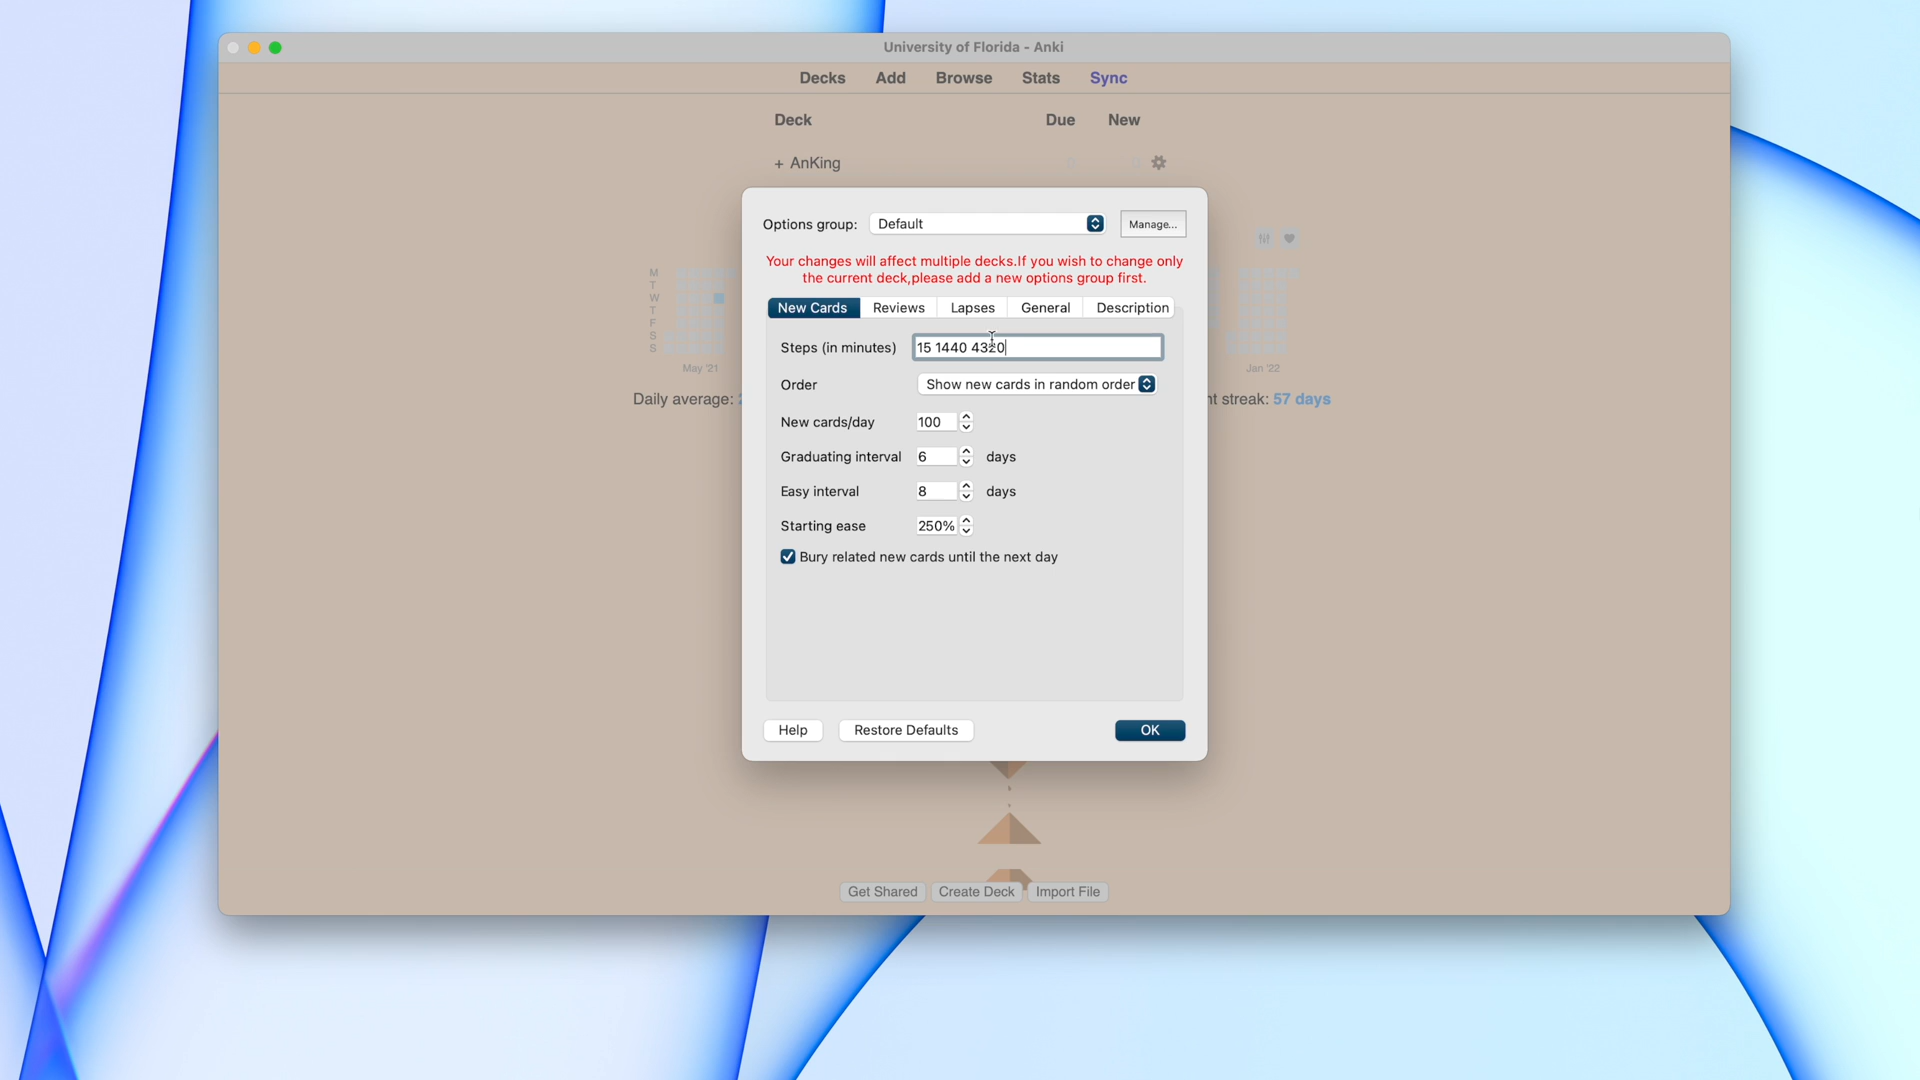 University of Florida - Anki
Decks Add Browse Stats Sync
Deck Due New
+ AnKing
Options group: Default Manage...
Your changes will affect multiple decks.If you wish to change only
the current deck,please add a new options group first.
New Cards Reviews Lapses General Description
M
T
W
T
F
S
S
Steps (in minutes) 15 1440 4320
May '21
Jan '22
Order Show new cards in random order
Daily average:
streak: 57 days
New cards/day 100
Graduating interval 6 days
Easy interval 8 days
Starting ease 250%
Bury related new cards until the next day
Help Restore Defaults OK
Get Shared Create Deck Import File